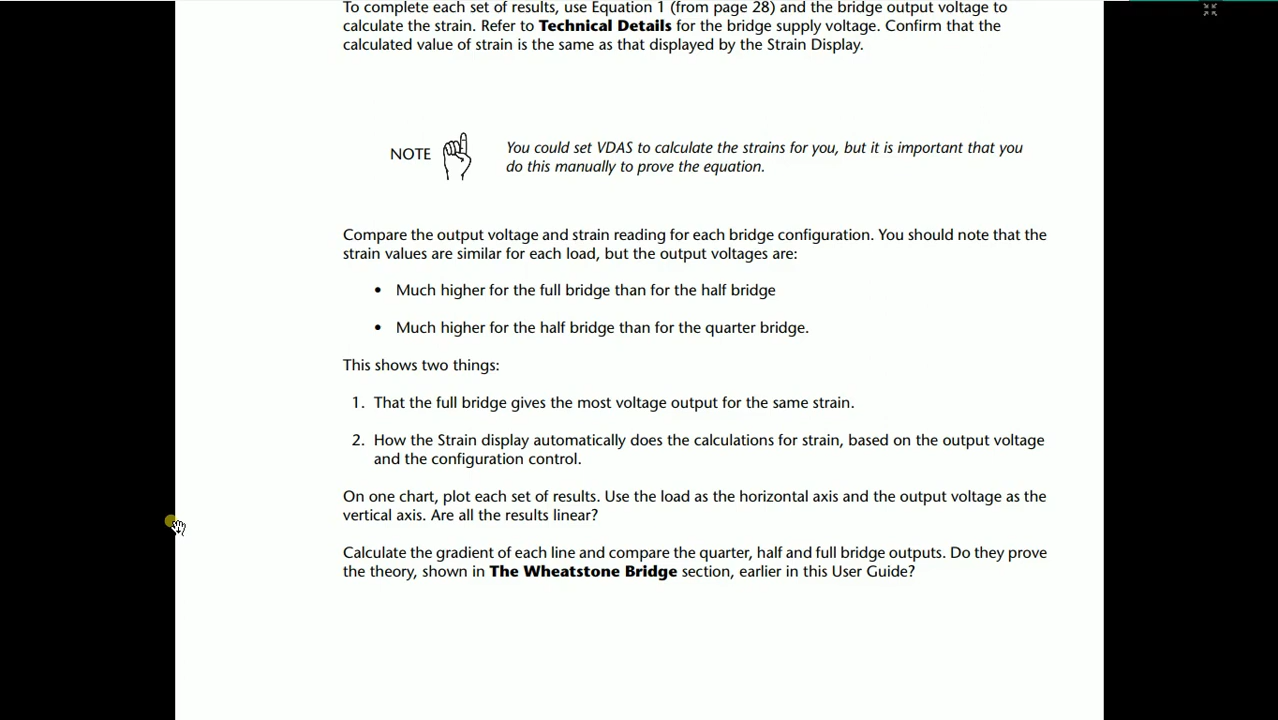 To complete each set of results, use Equation 1 (from page 28) and the bridge output voltage to
calculate the strain. Refer to Technical Details for the bridge supply voltage. Confirm that the
calculated value of strain is the same as that displayed by the Strain Display.
NOTE
You could set VDAS to calculate the strains for you, but it is important that you
do this manually to prove the equation.
Compare the output voltage and strain reading for each bridge configuration. You should note that the
strain values are similar for each load, but the output voltages are:
• Much higher for the full bridge than for the half bridge
• Much higher for the half bridge than for the quarter bridge.
This shows two things:
1. That the full bridge gives the most voltage output for the same strain.
2. How the Strain display automatically does the calculations for strain, based on the output voltage
and the configuration control.
On one chart, plot each set of results. Use the load as the horizontal axis and the output voltage as the
vertical axis. Are all the results linear?
Calculate the gradient of each line and compare the quarter, half and full bridge outputs. Do they prove
the theory, shown in The Wheatstone Bridge section, earlier in this User Guide?